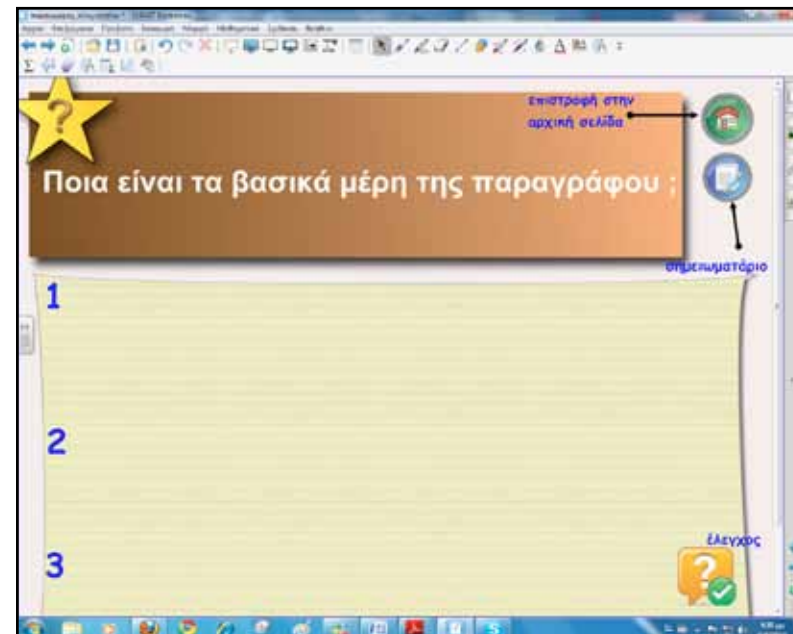 επιστροφή στην
αρχική σελίδα
?
Ποια είναι τα βασικά μέρη της παραγράφου ;
σημειωματάριο
1
2
3
έλεγχος
?